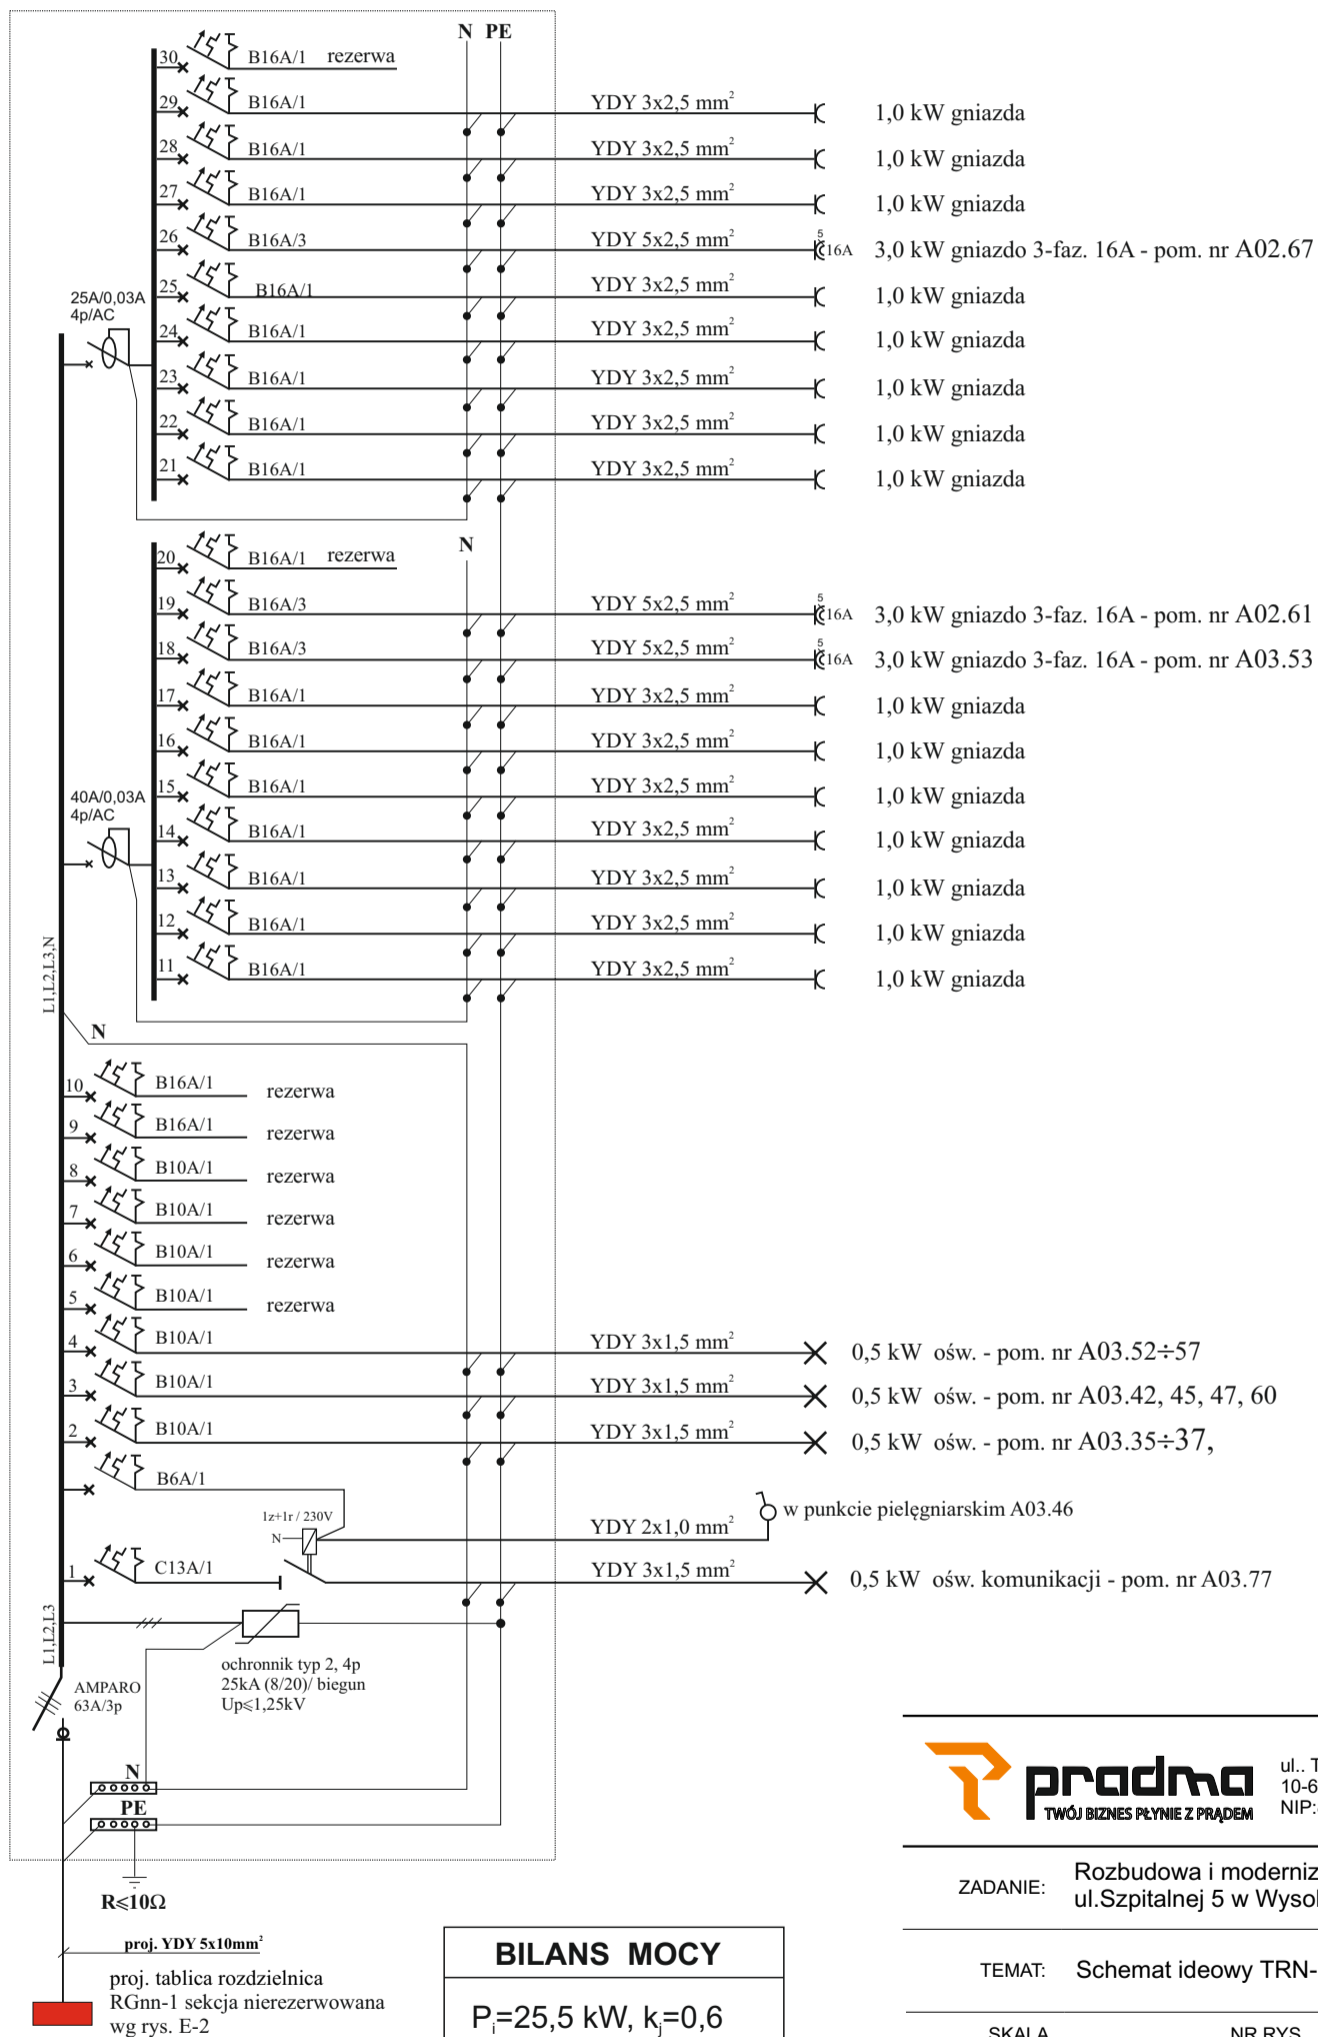 N PE
30 B16A/1 rezerwa
29 B16A/1 YDY 3x2,5 mm² 1,0 kW gniazda
28 B16A/1 YDY 3x2,5 mm² 1,0 kW gniazda
27 B16A/1 YDY 3x2,5 mm² 1,0 kW gniazda
26 B16A/3 YDY 5x2,5 mm² 5 16A 3,0 kW gniazdo 3-faz. 16A - pom. nr A02.67
25 B16A/1 YDY 3x2,5 mm² 1,0 kW gniazda
25A/0,03A
4p/AC
24 B16A/1 YDY 3x2,5 mm² 1,0 kW gniazda
23 B16A/1 YDY 3x2,5 mm² 1,0 kW gniazda
22 B16A/1 YDY 3x2,5 mm² 1,0 kW gniazda
21 B16A/1 YDY 3x2,5 mm² 1,0 kW gniazda
N
20 B16A/1 rezerwa
19 B16A/3 YDY 5x2,5 mm² 5 16A 3,0 kW gniazdo 3-faz. 16A - pom. nr A02.61
18 B16A/3 YDY 5x2,5 mm² 5 16A 3,0 kW gniazdo 3-faz. 16A - pom. nr A03.53
17 B16A/1 YDY 3x2,5 mm² 1,0 kW gniazda
16 B16A/1 YDY 3x2,5 mm² 1,0 kW gniazda
15 B16A/1 YDY 3x2,5 mm² 1,0 kW gniazda
40A/0,03A
4p/AC
14 B16A/1 YDY 3x2,5 mm² 1,0 kW gniazda
13 B16A/1 YDY 3x2,5 mm² 1,0 kW gniazda
12 B16A/1 YDY 3x2,5 mm² 1,0 kW gniazda
11 B16A/1 YDY 3x2,5 mm² 1,0 kW gniazda
L1,L2,L3,N
N
10 B16A/1 rezerwa
9 B16A/1 rezerwa
8 B10A/1 rezerwa
7 B10A/1 rezerwa
6 B10A/1 rezerwa
5 B10A/1 rezerwa
4 B10A/1 YDY 3x1,5 mm² 0,5 kW ośw. - pom. nr A03.52÷57
3 B10A/1 YDY 3x1,5 mm² 0,5 kW ośw. - pom. nr A03.42, 45, 47, 60
2 B10A/1 YDY 3x1,5 mm² 0,5 kW ośw. - pom. nr A03.35÷37,
B6A/1
1z+1r / 230V
N
YDY 2x1,0 mm² w punkcie pielęgniarskim A03.46
1 C13A/1 YDY 3x1,5 mm² 0,5 kW ośw. komunikacji - pom. nr A03.77
L1,L2,L3
ochronnik typ 2, 4p
25kA (8/20)/ biegun
Up≤1,25kV
AMPARO
63A/3p
N
PE
R≤10Ω
proj. YDY 5x10mm²
proj. tablica rozdzielnica
RGnn-1 sekcja nierezerwowana
wg rys. E-2
BILANS MOCY
Pi=25,5 kW, kj=0,6
pradma
TWÓJ BIZNES PŁYNIE Z PRĄDEM
ul.. T
10-6
NIP:
ZADANIE: Rozbudowa i moderniz
ul.Szpitalnej 5 w Wysok
TEMAT: Schemat ideowy TRN-
SKALA NR RYS